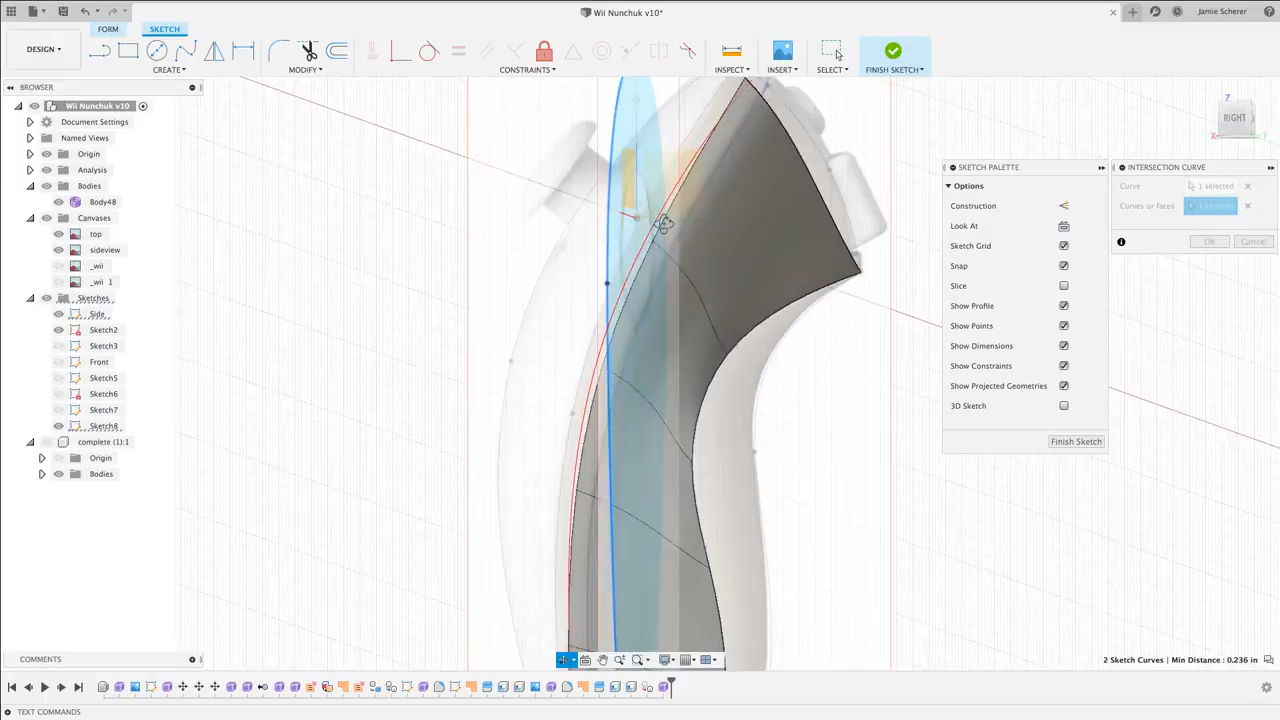 Wii Nunchuk v10*
Jamie Scherer
FORM
SKETCH
DESIGN
CREATE
MODIFY
CONSTRAINTS
INSPECT
INSERT
SELECT
FINISH SKETCH
BROWSER
Wii Nunchuk v10
Document Settings
Named Views
Origin
Analysis
Bodies
Body48
Canvases
top
sideview
_wii
_wii 1
Sketches
Side
Sketch2
Sketch3
Front
Sketch5
Sketch6
Sketch7
Sketch8
complete (1):1
Origin
Bodies
Z
RIGHT
X
Y
SKETCH PALETTE
Options
Construction
Look At
Sketch Grid
Snap
Slice
Show Profile
Show Points
Show Dimensions
Show Constraints
Show Projected Geometries
3D Sketch
Finish Sketch
INTERSECTION CURVE
Curve
1 selected
Curves or faces
1 selected
OK
Cancel
COMMENTS
2 Sketch Curves | Min Distance : 0.236 in
TEXT COMMANDS